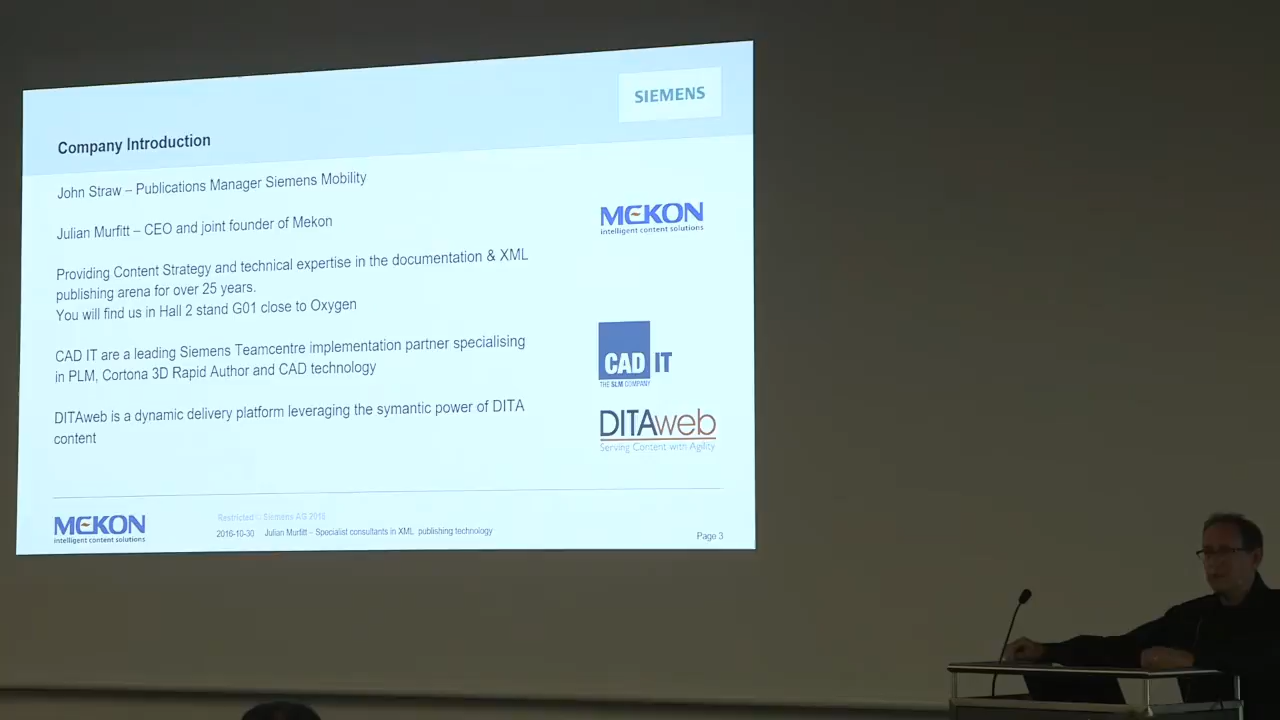 SIEMENS
Company Introduction
John Straw – Publications Manager Siemens Mobility
Julian Murfitt – CEO and joint founder of Mekon
MEKON
intelligent content solutions
Providing Content Strategy and technical expertise in the documentation & XML
publishing arena for over 25 years.
You will find us in Hall 2 stand G01 close to Oxygen
CAD IT are a leading Siemens Teamcentre implementation partner specialising
in PLM, Cortona 3D Rapid Author and CAD technology
CAD IT
THE SLM COMPANY
DITAweb is a dynamic delivery platform leveraging the symantic power of DITA
content
DITAweb
Serving Content with Agility
MEKON
intelligent content solutions
Restricted © Siemens AG 2016
2016-10-30 Julian Murfitt – Specialist consultants in XML publishing technology
Page 3